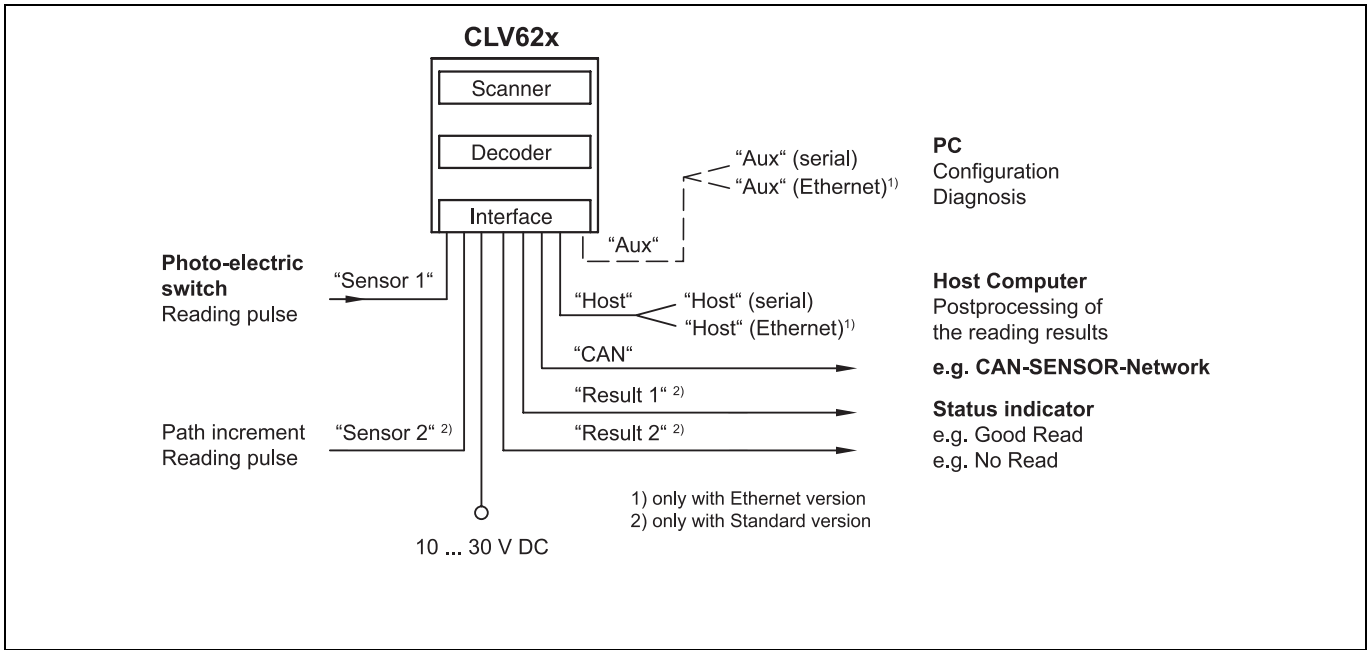 CLV62x
Scanner
Decoder
Interface
“Aux“ (serial)
“Aux“ (Ethernet)1)
“Aux“
PC
Configuration
Diagnosis
Photo-electric
switch
Reading pulse
“Sensor 1“
“Host“
“Host“ (serial)
“Host“ (Ethernet)1)
Host Computer
Postprocessing of
the reading results
“CAN“
e.g. CAN-SENSOR-Network
“Result 1“ 2)
Status indicator
e.g. Good Read
e.g. No Read
Path increment
Reading pulse
“Sensor 2“ 2)
“Result 2“ 2)
1) only with Ethernet version
2) only with Standard version
10 ... 30 V DC